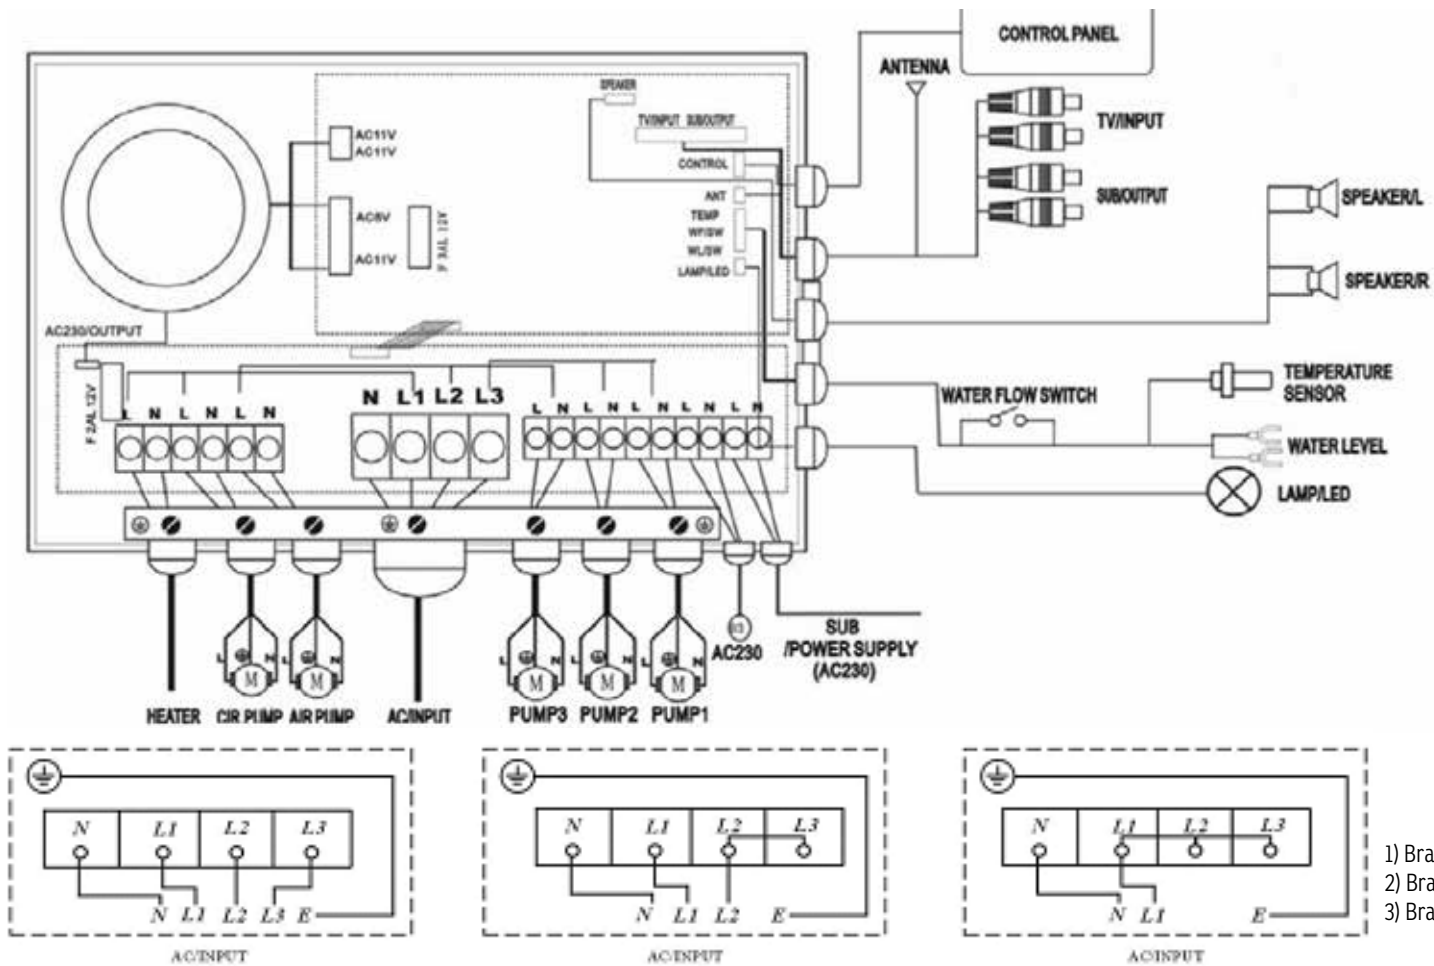 CONTROL PANEL
ANTENNA
TV/INPUT
SUB/OUTPUT
SPEAKER/L
SPEAKER/R
SPEAKER
TV/INPUT SUB/OUTPUT
CONTROL
ANT
TEMP
WF/SW
WL/SW
LAMP/LED
AC11V
AC11V
AC6V
AC11V
F 3AL 12V
AC230/OUTPUT
F 2AL 12V
L N L N L N
N L1 L2 L3
L N L N L N L N L N
WATER FLOW SWITCH
TEMPERATURE
SENSOR
WATER LEVEL
LAMP/LED
L N L N L N L N L N
M M M M M
HEATER CIR PUMP AIR PUMP AC/INPUT PUMP3 PUMP2 PUMP1
AC230
SUB
/POWER SUPPLY
(AC230)
N L1 L2 L3
N L1 L2 L3 E
AC/INPUT
N L1 L2 L3
N L1 L2 E
AC/INPUT
N L1 L2 L3
N L1 E
AC/INPUT
1) Bra
2) Bra
3) Bra